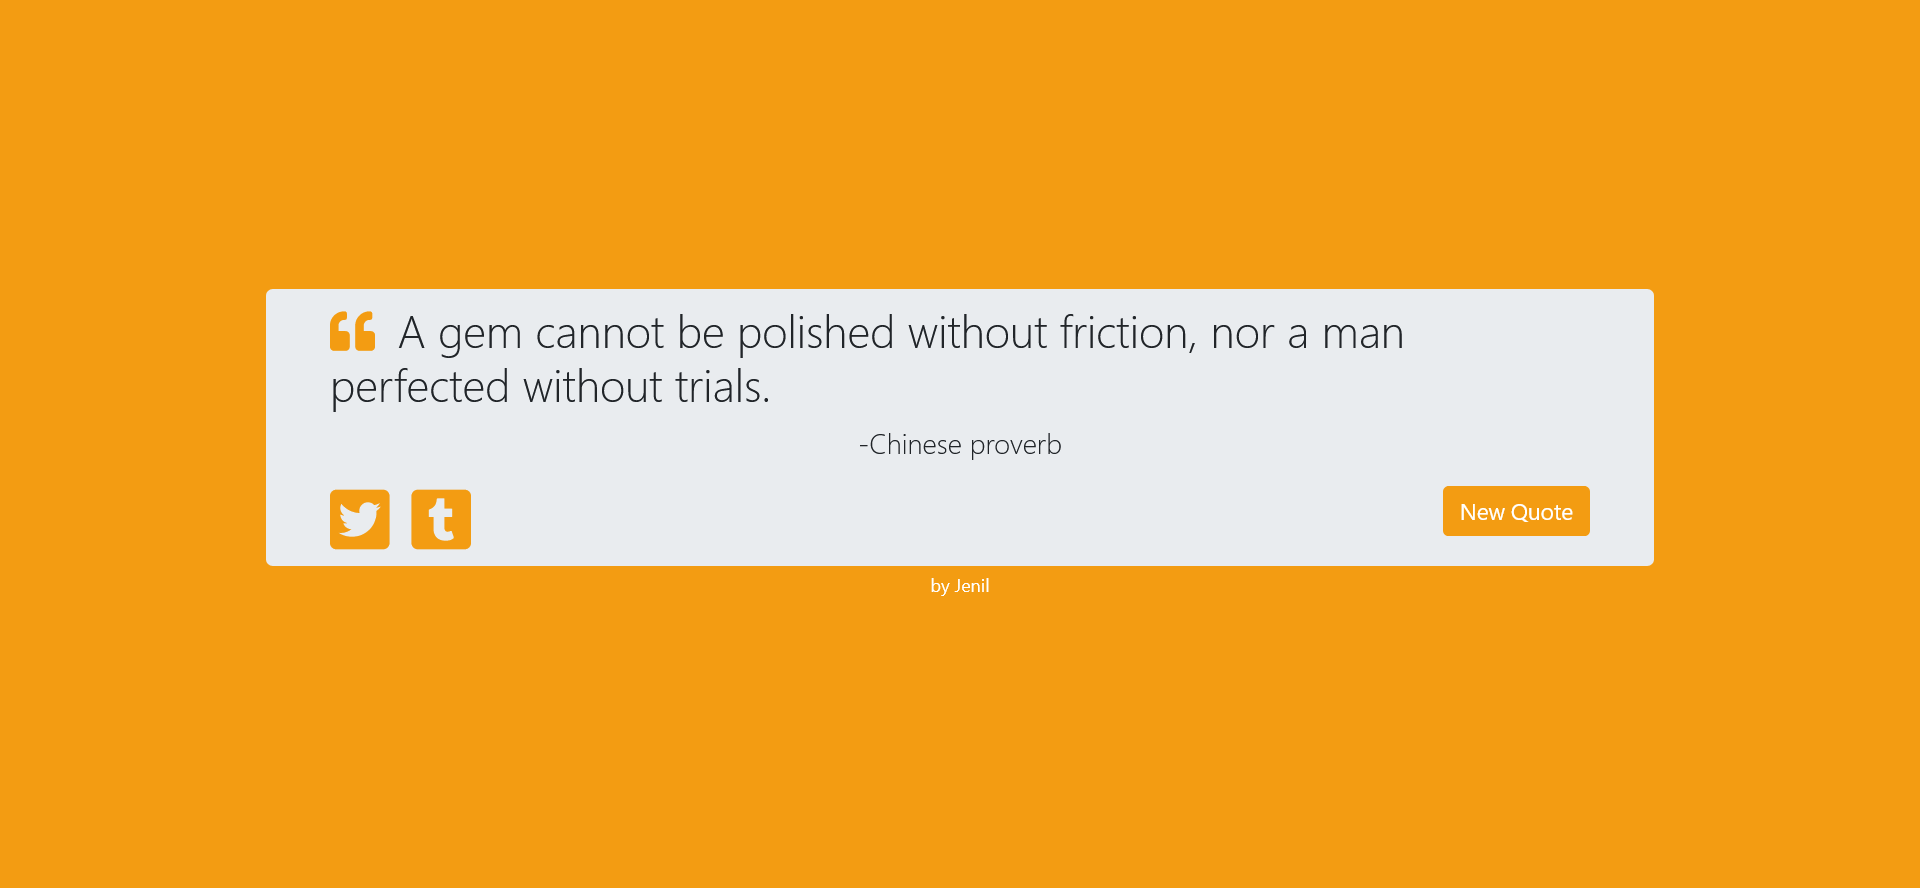 A gem cannot be polished without friction, nor a man
perfected without trials.
-Chinese proverb
New Quote
by Jenil